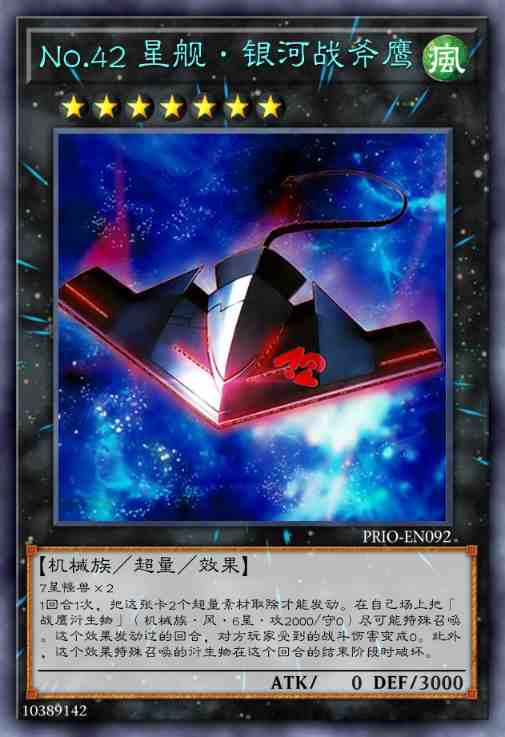 No.42 星舰·银河战斧鹰
風
42
PRIO-EN092
【机械族／超量／效果】
7星怪兽×2
1回合1次，把这张卡2个超量素材取除才能发动。在自己场上把「
战鹰衍生物」（机械族·风·6星·攻2000/守0）尽可能特殊召唤
。这个效果发动过的回合，对方玩家受到的战斗伤害变成0。此外
，这个效果特殊召唤的衍生物在这个回合的结束阶段时破坏。
ATK/ 0 DEF/3000
10389142